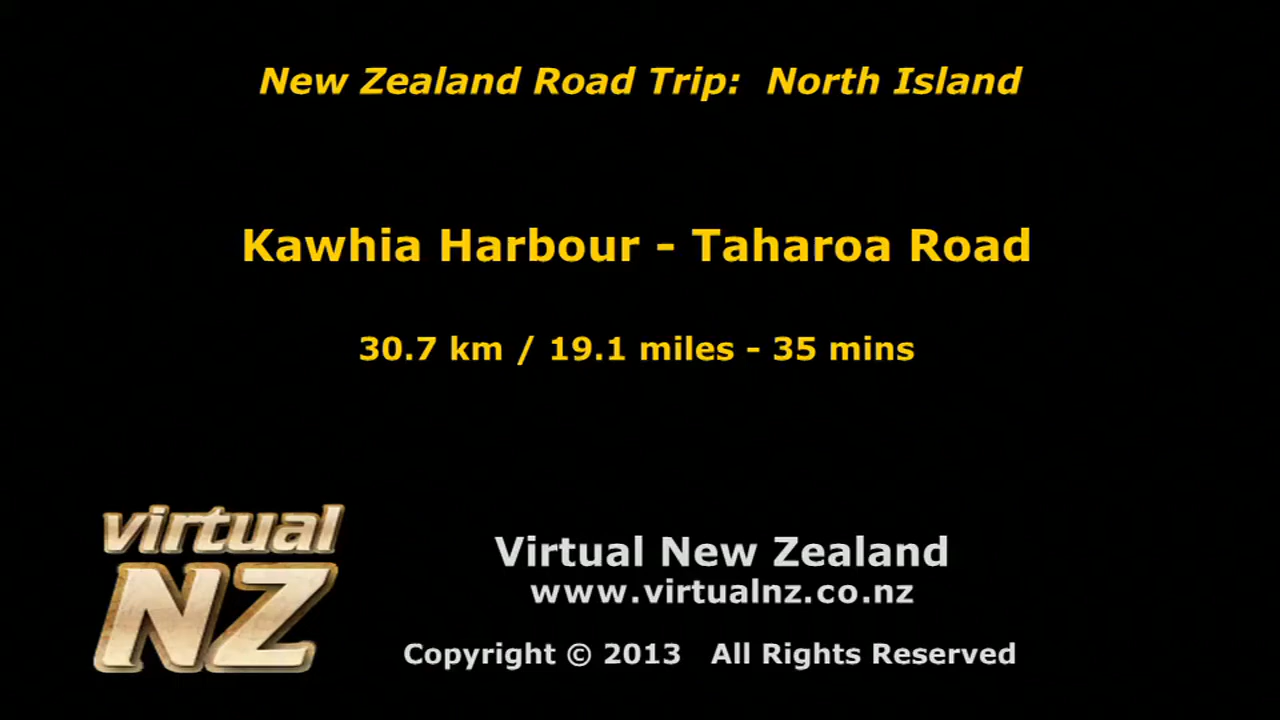 New Zealand Road Trip:  North Island
Kawhia Harbour - Taharoa Road
30.7 km / 19.1 miles - 35 mins
virtual
NZ
Virtual New Zealand
www.virtualnz.co.nz
Copyright © 2013   All Rights Reserved